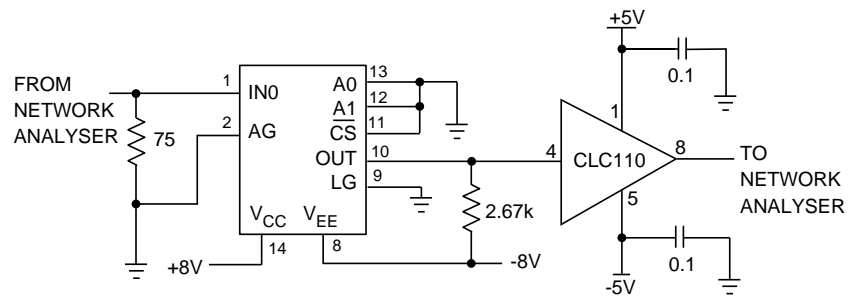 +5V
0.1
FROM
NETWORK
ANALYSER
75
1
IN0
2
AG
A0
13
A1
12
CS
11
OUT
10
LG
9
VCC
14
VEE
8
+8V
-8V
2.67k
4
CLC110
1
8
5
TO
NETWORK
ANALYSER
0.1
-5V